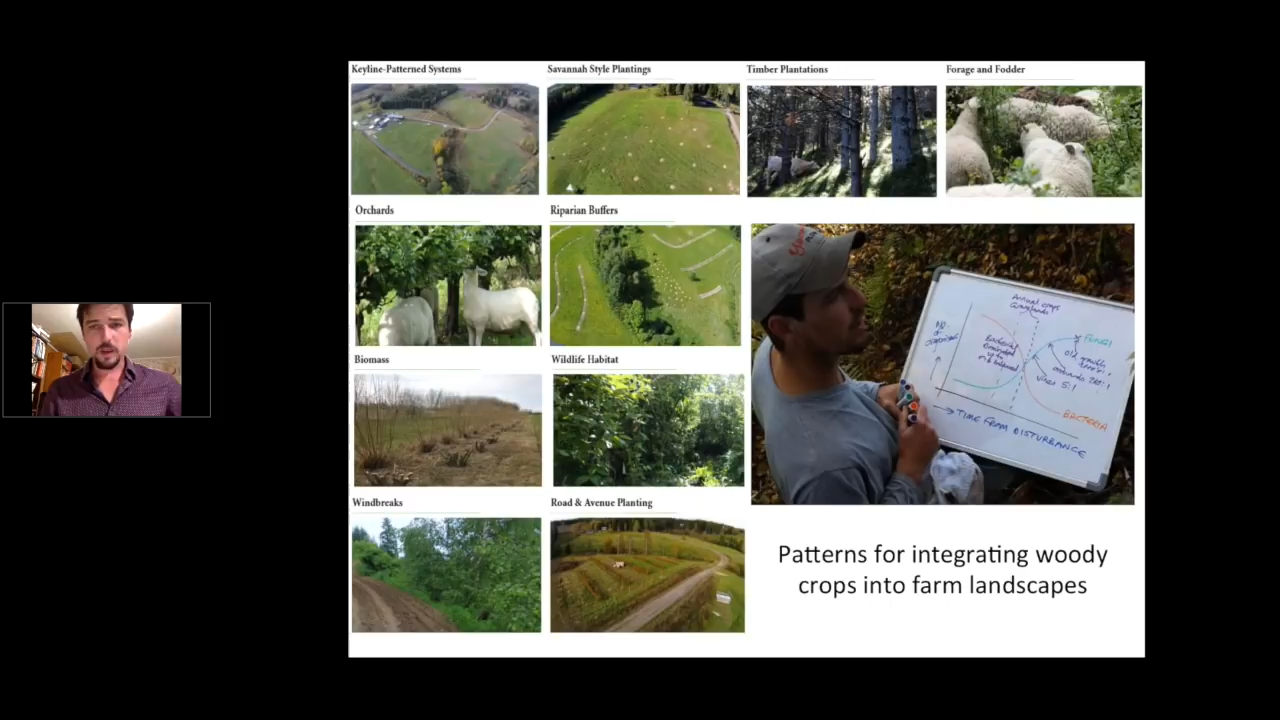 Keyline-Patterned Systems
Savannah Style Plantings
Timber Plantations
Forage and Fodder
Orchards
Riparian Buffers
Biomass
Wildlife Habitat
Windbreaks
Road & Avenue Planting
Annual crops
Grasslands
FUNGI
Bacterial
BACTERIA
→ TIME FROM DISTURBANCE
Patterns for integrating woody
crops into farm landscapes